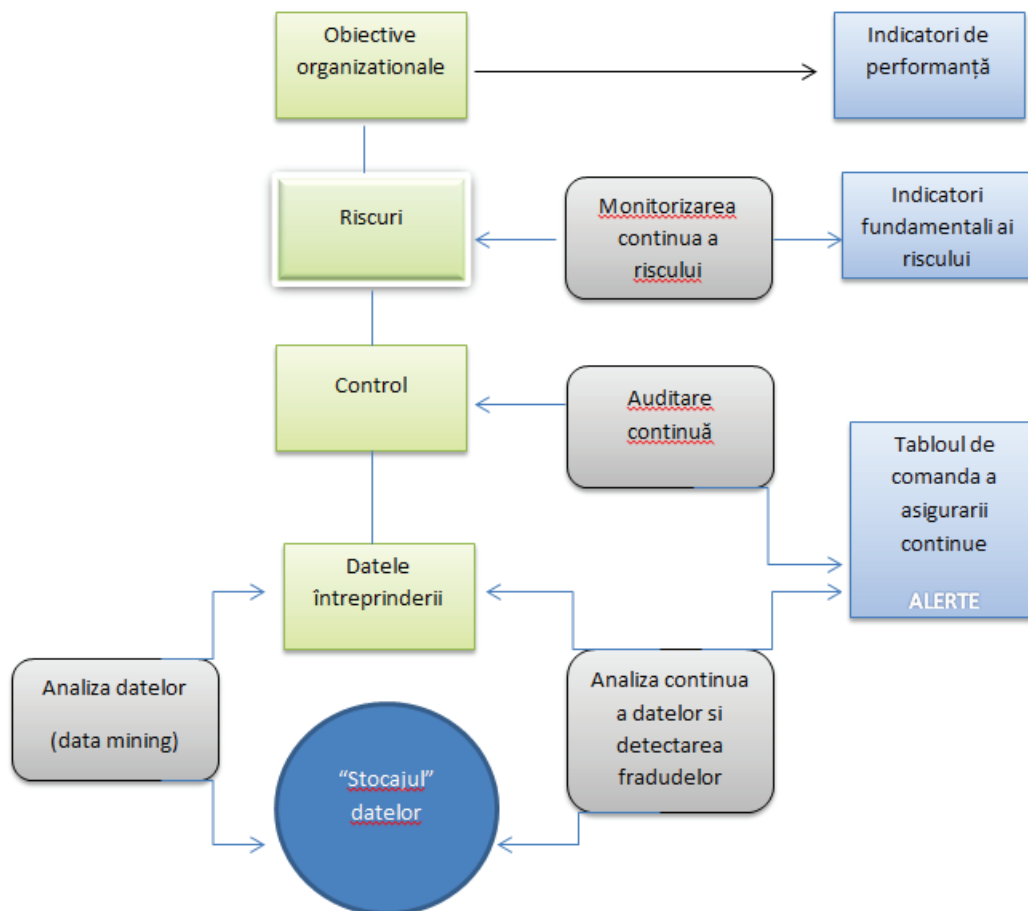 Obiective
organizationale
Indicatori de
performanță
Riscuri
Monitorizarea
continua a
riscului
Indicatori
fundamentali ai
riscului
Control
Auditare
continuă
Tabloul de
comanda a
asigurarii
continue
ALERTE
Datele
întreprinderii
Analiza datelor
(data mining)
Analiza continua
a datelor si
detectarea
fradudelor
“Stocajul”
datelor